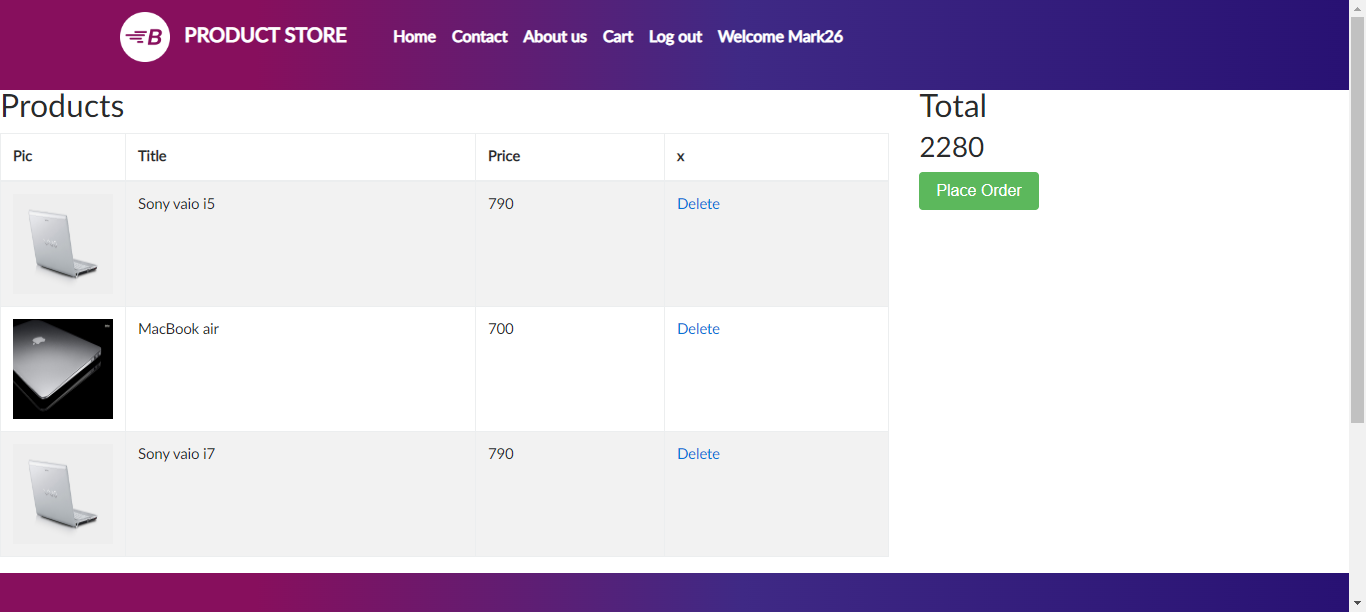 B PRODUCT STORE Home Contact About us Cart Log out Welcome Mark26
Products
Pic Title Price x
Sony vaio i5 790 Delete
MacBook air 700 Delete
Sony vaio i7 790 Delete
Total
2280
Place Order